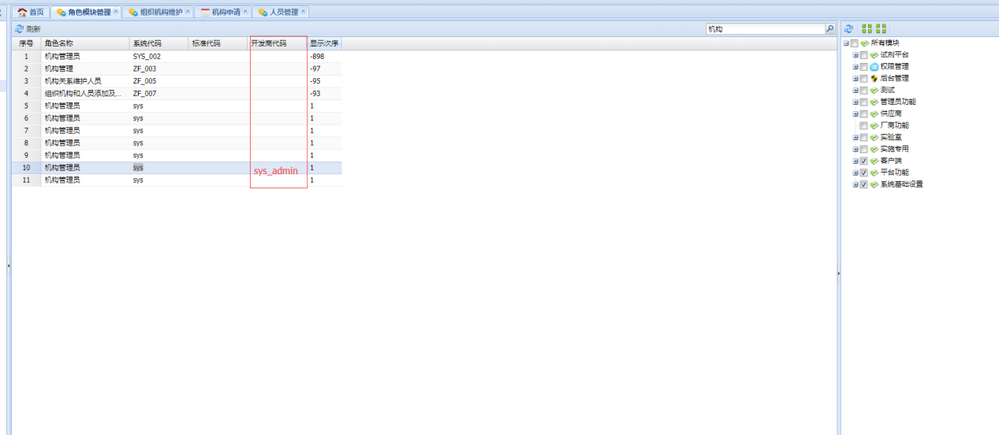 首页 角色模块管理 组织机构维护 机构申请 人员管理
刷新 机构
序号 角色名称 系统代码 标准代码 开发商代码 显示次序
1 机构管理员 SYS_002 -898
2 机构管理 ZF_003 -97
3 机构关系维护人员 ZF_005 -95
4 组织机构和人员添加及... ZF_007 -93
5 机构管理员 sys 1
6 机构管理员 sys 1
7 机构管理员 sys 1
8 机构管理员 sys 1
9 机构管理员 sys 1
10 机构管理员 sys sys_admin 1
11 机构管理员 sys 1
所有模块
试剂平台
权限管理
后台管理
测试
管理员功能
供应商
厂商功能
实验室
实施专用
客户端
平台功能
系统基础设置